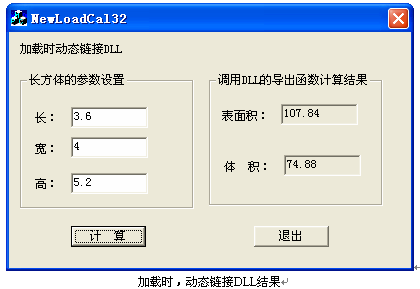 NewLoadCal32
加载时动态链接DLL
长方体的参数设置
长： 3.6
宽： 4
高： 5.2
调用DLL的导出函数计算结果
表面积： 107.84
体 积： 74.88
计 算
退出
加载时，动态链接DLL结果